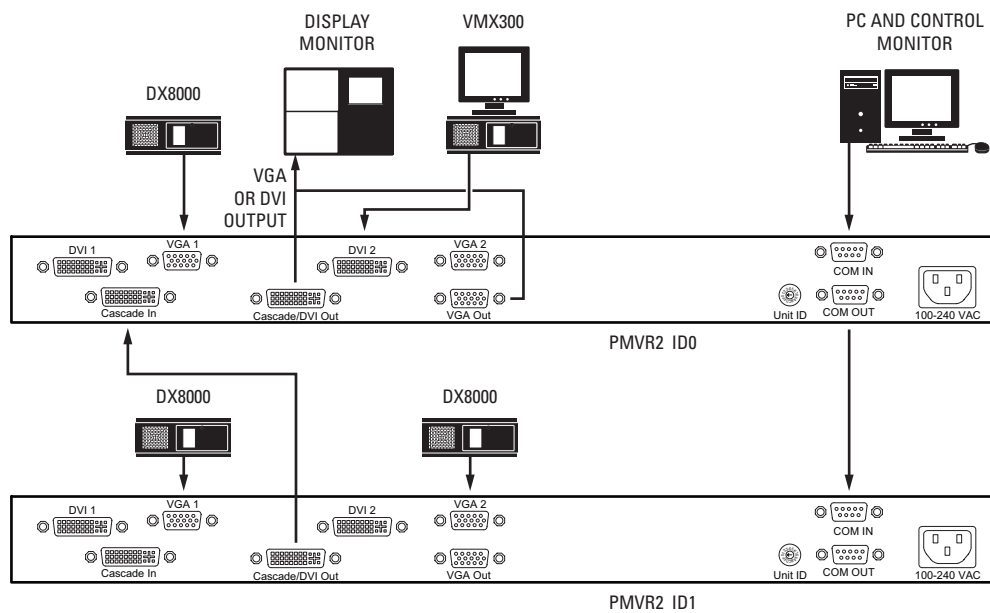 DISPLAY
MONITOR
VMX300
PC AND CONTROL
MONITOR
DX8000
VGA
OR DVI
OUTPUT
DVI 1
VGA 1
DVI 2
VGA 2
COM IN
Cascade In
Cascade/DVI Out
VGA Out
Unit ID
COM OUT
100-240 VAC
PMVR2 ID0
DX8000
DX8000
DVI 1
VGA 1
DVI 2
VGA 2
COM IN
Cascade In
Cascade/DVI Out
VGA Out
Unit ID
COM OUT
100-240 VAC
PMVR2 ID1